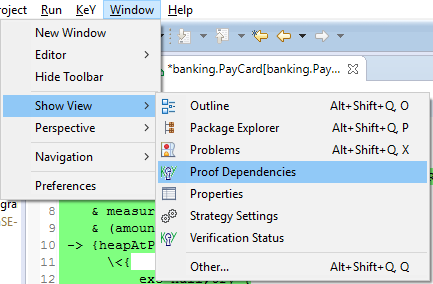 roject Run KeY Window Help
New Window
Editor
Hide Toolbar
Show View
Perspective
Navigation
Preferences
*banking.PayCard[banking.Pay...
Outline Alt+Shift+Q, O
Package Explorer Alt+Shift+Q, P
Problems Alt+Shift+Q, X
Proof Dependencies
Properties
Strategy Settings
Verification Status
Other... Alt+Shift+Q, Q
gra
SE-
8 & measur
9 & (amoun
10 -> {heapAtP
11 \<{
12